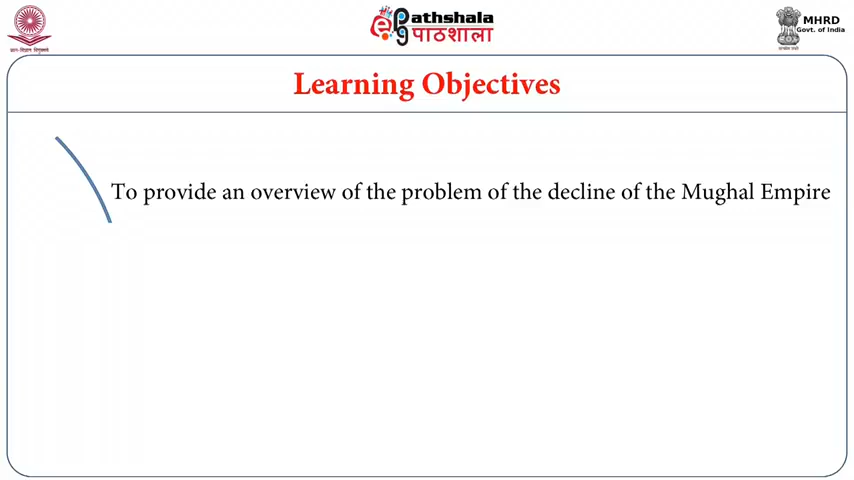 ePathshala
पाठशाला
MHRD
Govt. of India
Learning Objectives
To provide an overview of the problem of the decline of the Mughal Empire